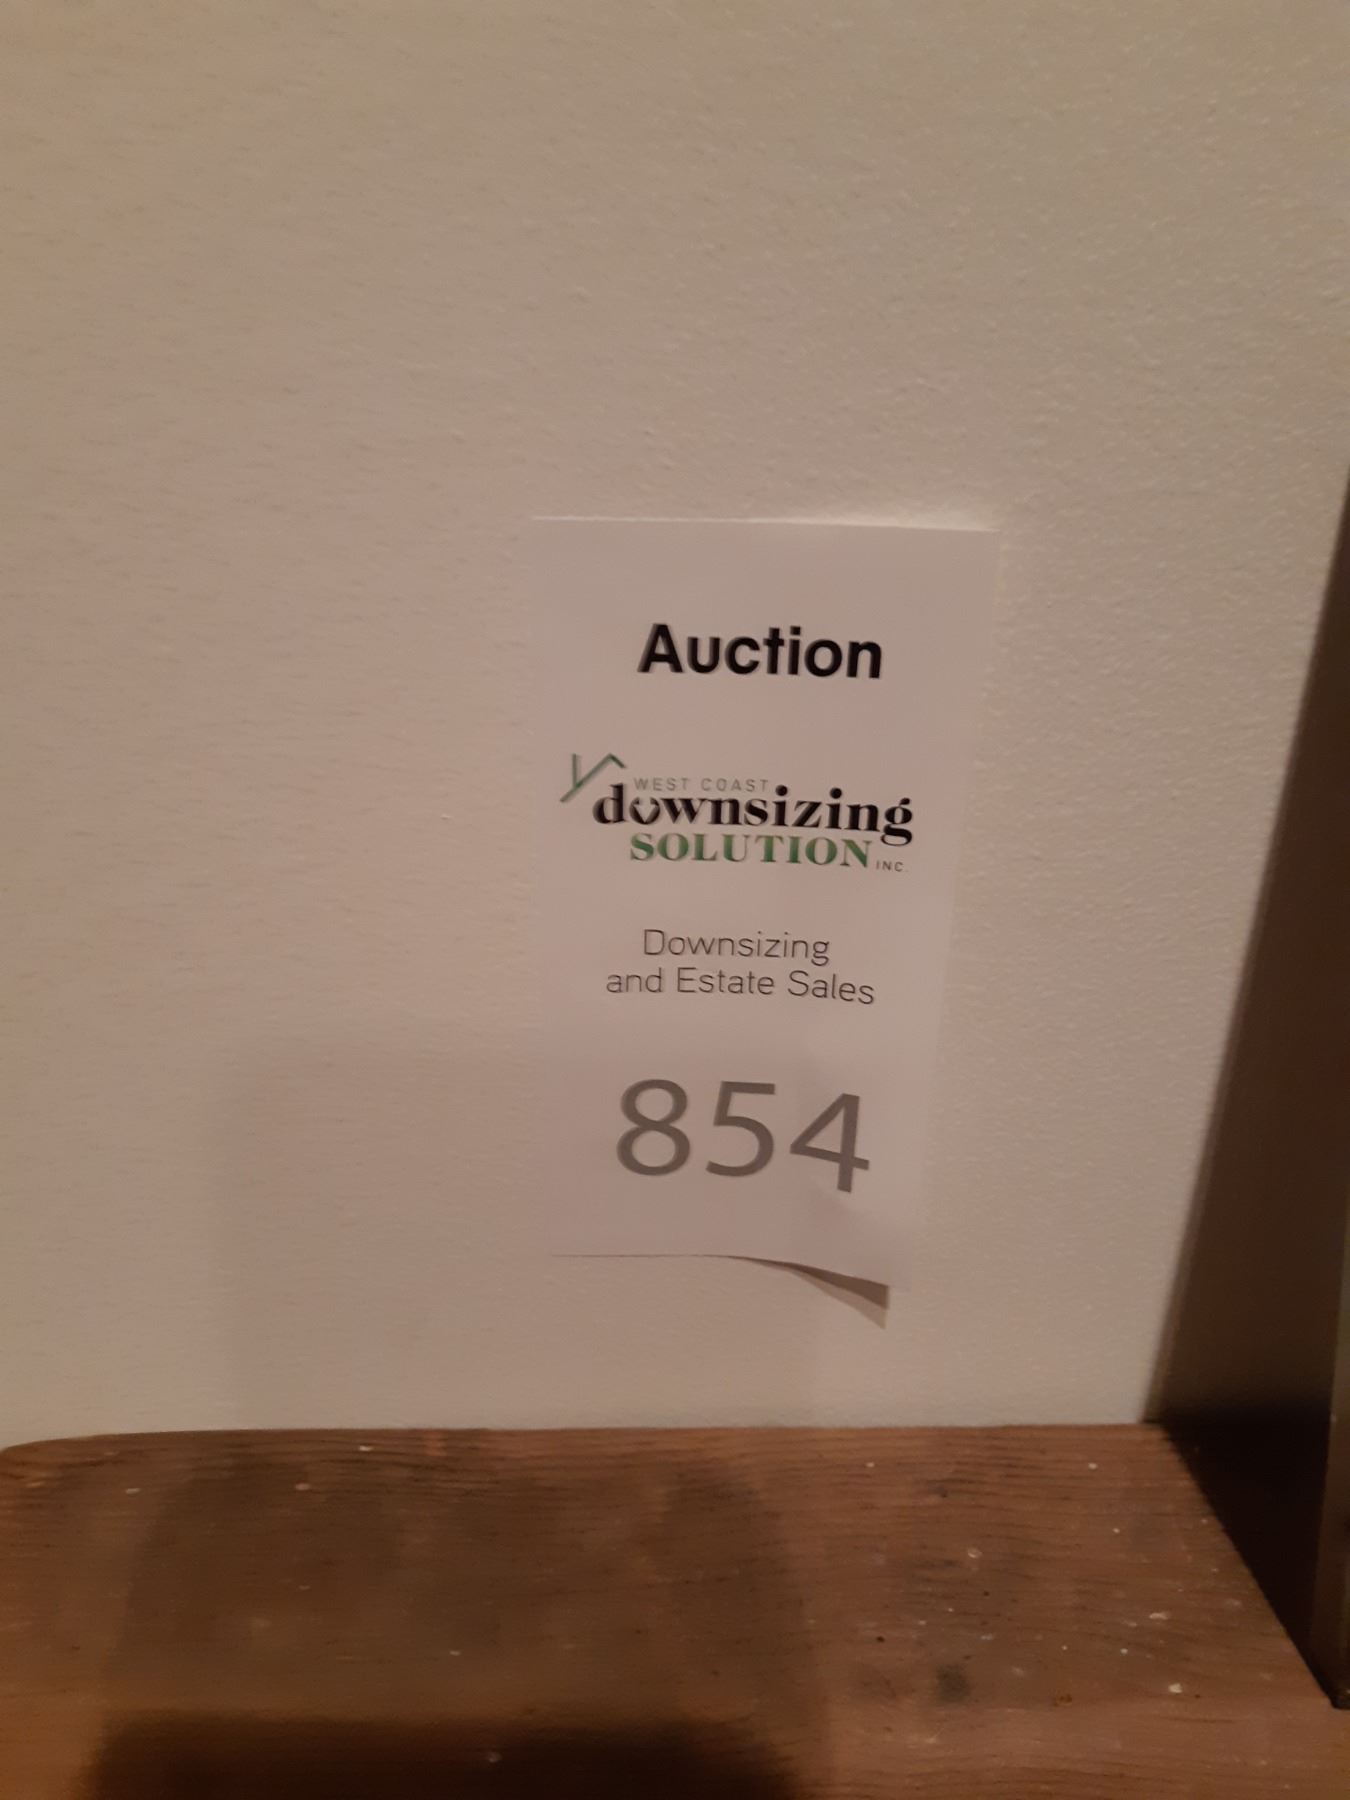 Auction
WEST COAST
downsizing
SOLUTION INC.
Downsizing
and Estate Sales
854